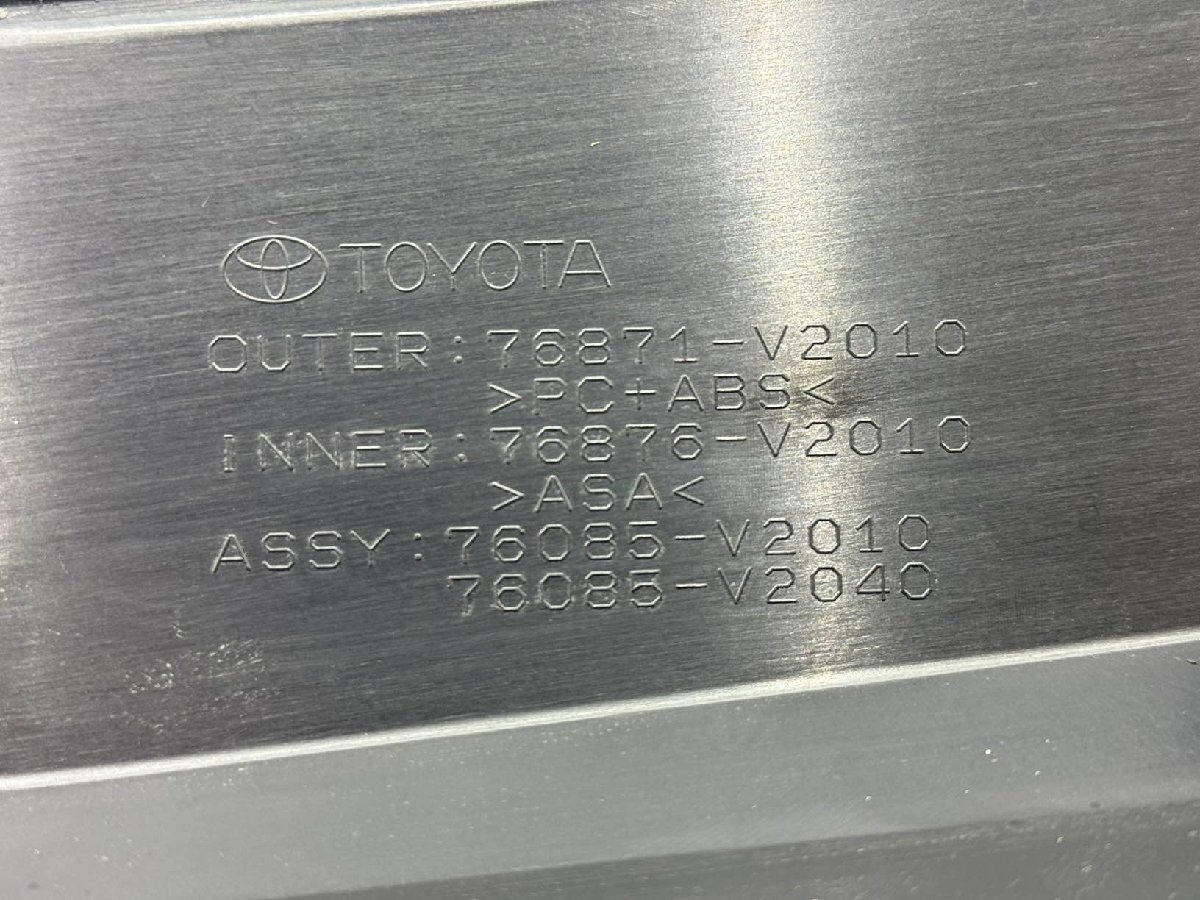 TOYOTA
OUTER:76871-V2010
>PC+ABS<
INNER:76876-V2010
>ASA<
ASSY:76085-V2010
76085-V2040